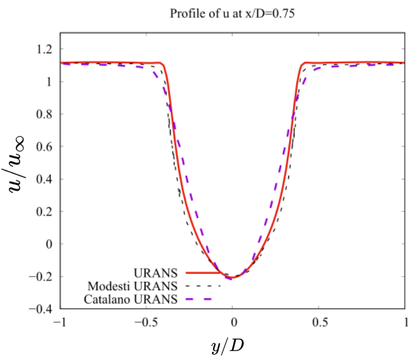 Profile of u at x/D=0.75
u/u∞
1.2
1
0.8
0.6
0.4
0.2
0
−0.2
−0.4
URANS
Modesti URANS
Catalano URANS
−1
−0.5
0
0.5
1
y/D